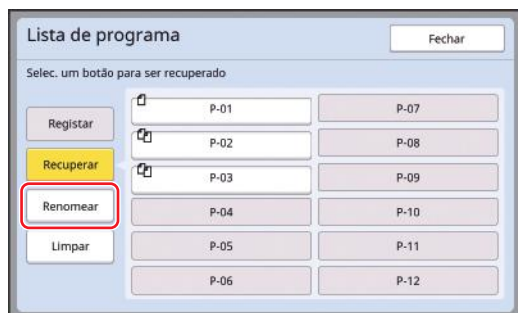 Lista de programa
Fechar
Selec. um botão para ser recuperado
Registar
Recuperar
Renomear
Limpar
P-01
P-02
P-03
P-04
P-05
P-06
P-07
P-08
P-09
P-10
P-11
P-12